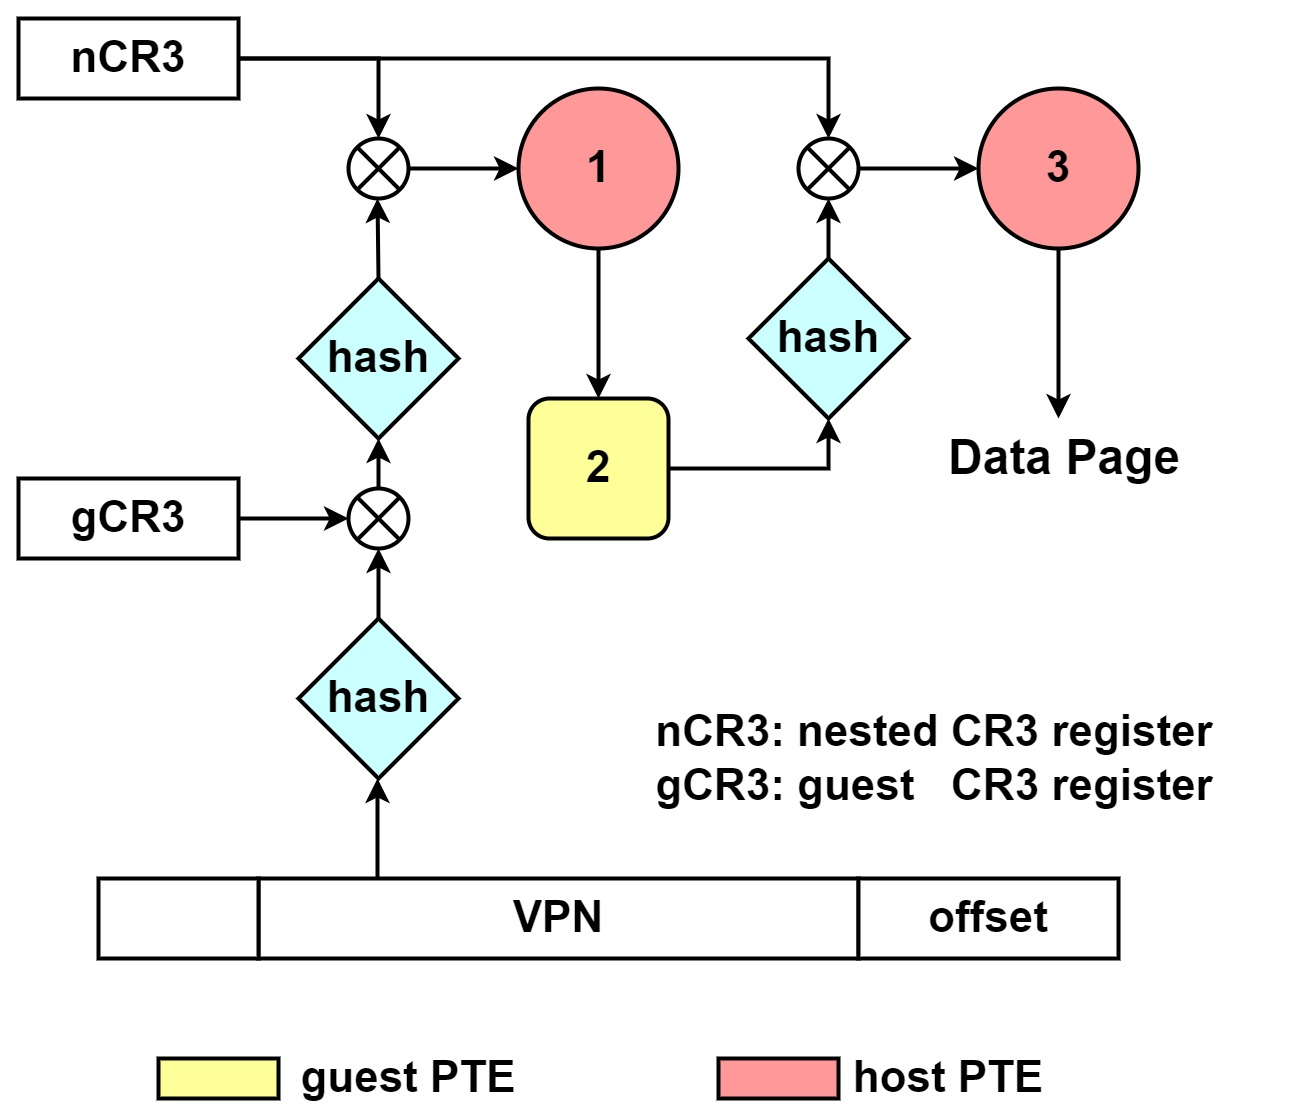 nCR3
1
3
hash
hash
2
Data Page
gCR3
hash
nCR3: nested CR3 register
gCR3: guest CR3 register
VPN
offset
guest PTE
host PTE